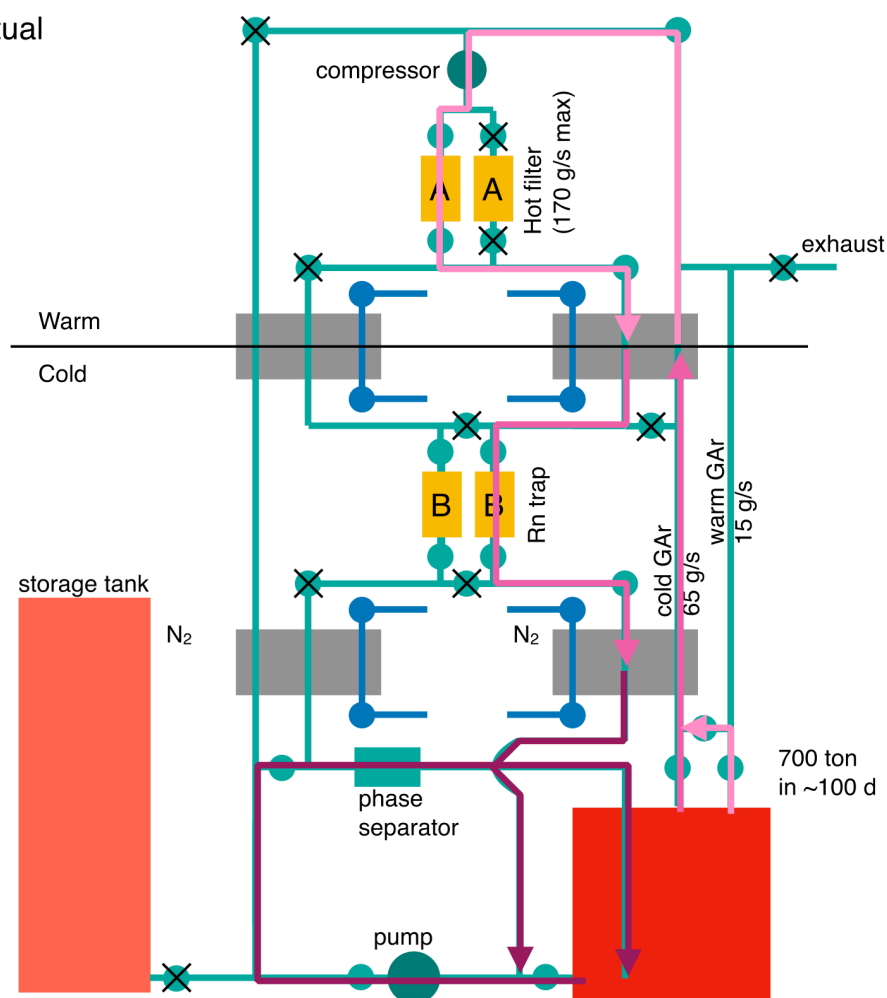 tual
compressor
A
A
Hot filter
(170 g/s max)
exhaust
Warm
Cold
B
B
Rn trap
cold GAr
65 g/s
warm GAr
15 g/s
storage tank
N₂
N₂
700 ton
in ~100 d
phase
separator
pump